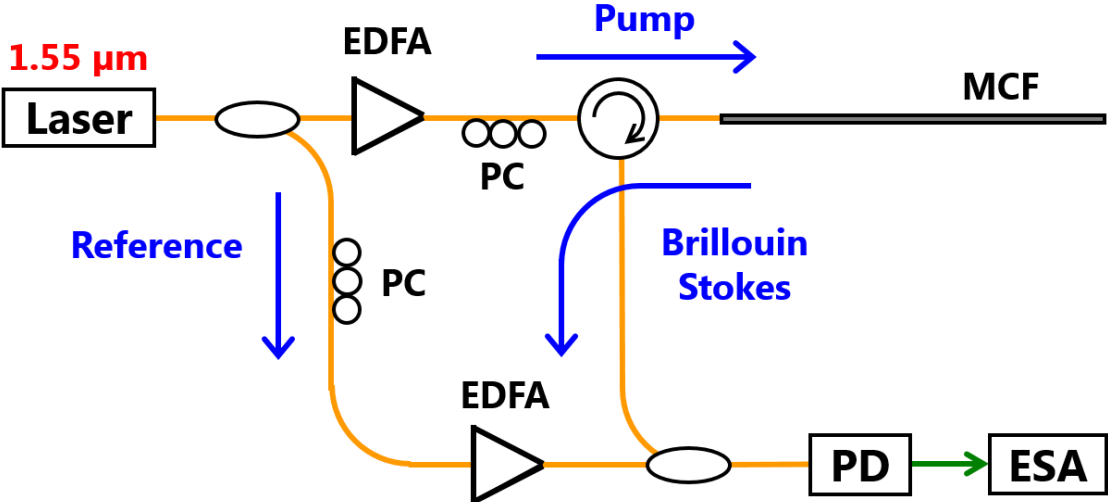 Pump
EDFA
1.55 μm
Laser
MCF
PC
Reference
Brillouin
Stokes
PC
EDFA
PD
ESA